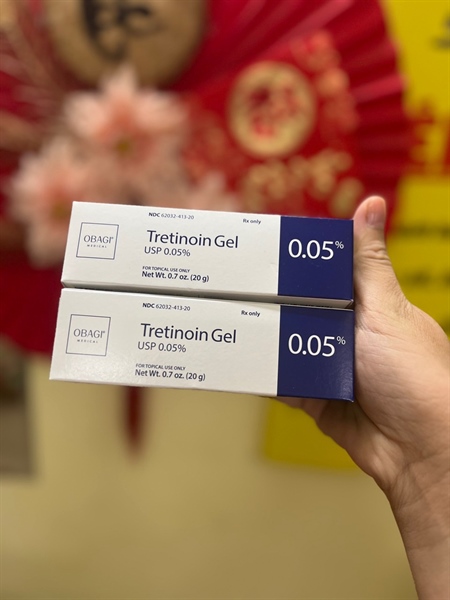 NDC 62032-413-20
Rx only
OBAGI®
MEDICAL
Tretinoin Gel
USP 0.05%
FOR TOPICAL USE ONLY
Net Wt. 0.7 oz. (20 g)
0.05%
NDC 62032-413-20
Rx only
OBAGI®
MEDICAL
Tretinoin Gel
USP 0.05%
FOR TOPICAL USE ONLY
Net Wt. 0.7 oz. (20 g)
0.05%